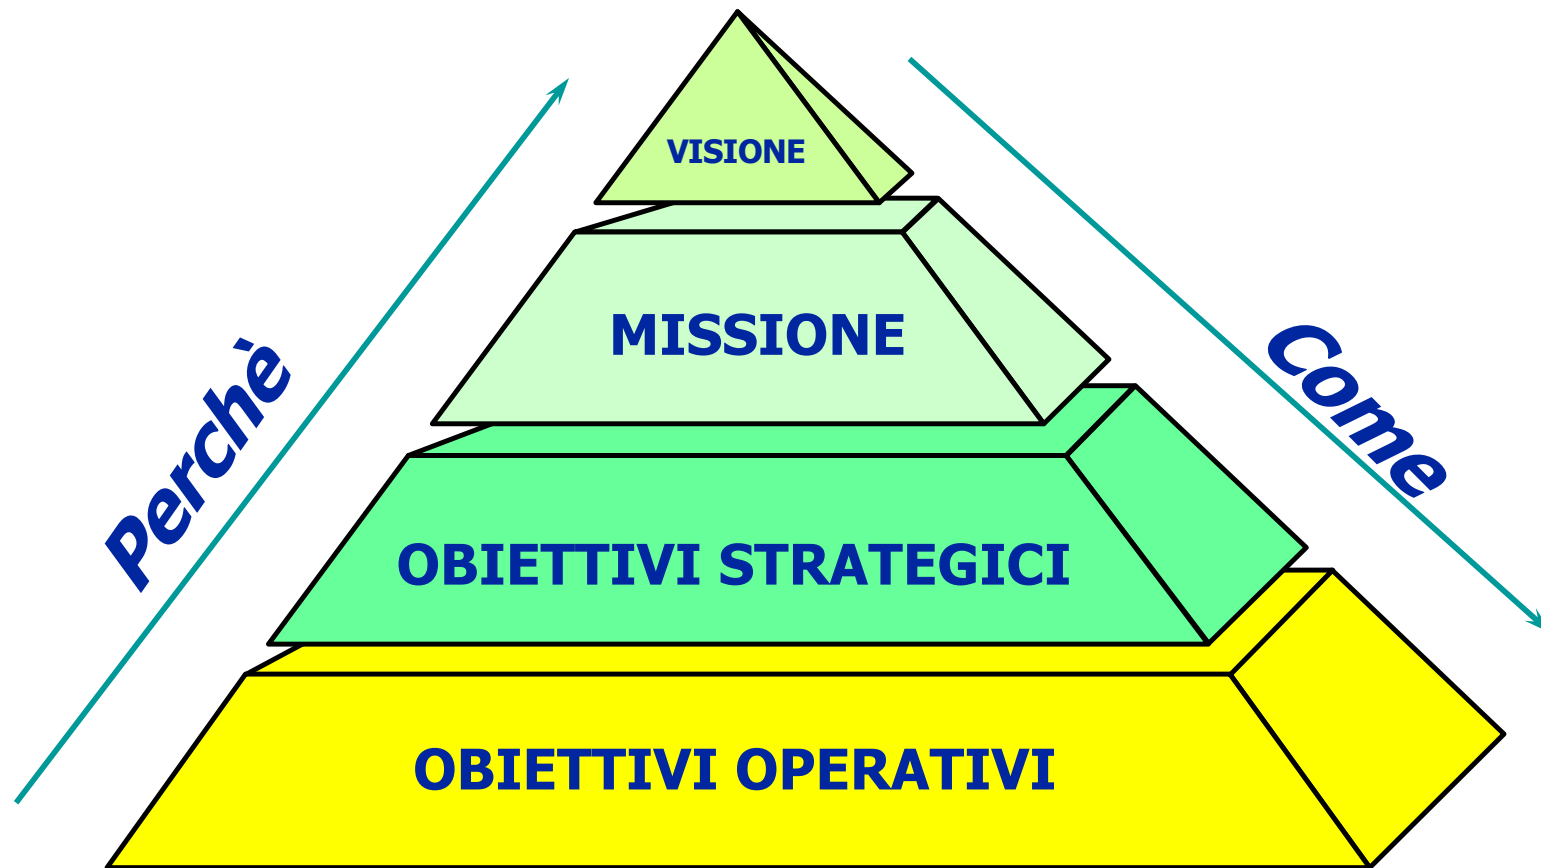 VISIONE
MISSIONE
Perchè
Come
OBIETTIVI STRATEGICI
OBIETTIVI OPERATIVI